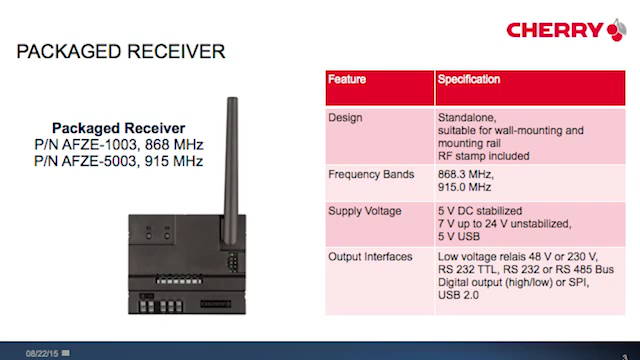 CHERRY
PACKAGED RECEIVER
Packaged Receiver
P/N AFZE-1003, 868 MHz
P/N AFZE-5003, 915 MHz
Feature
Specification
Design
Standalone,
suitable for wall-mounting and
mounting rail
RF stamp included
Frequency Bands
868.3 MHz,
915.0 MHz
Supply Voltage
5 V DC stabilized
7 V up to 24 V unstabilized,
5 V USB
Output Interfaces
Low voltage relais 48 V or 230 V,
RS 232 TTL, RS 232 or RS 485 Bus
Digital output (high/low) or SPI,
USB 2.0
08/22/15
3